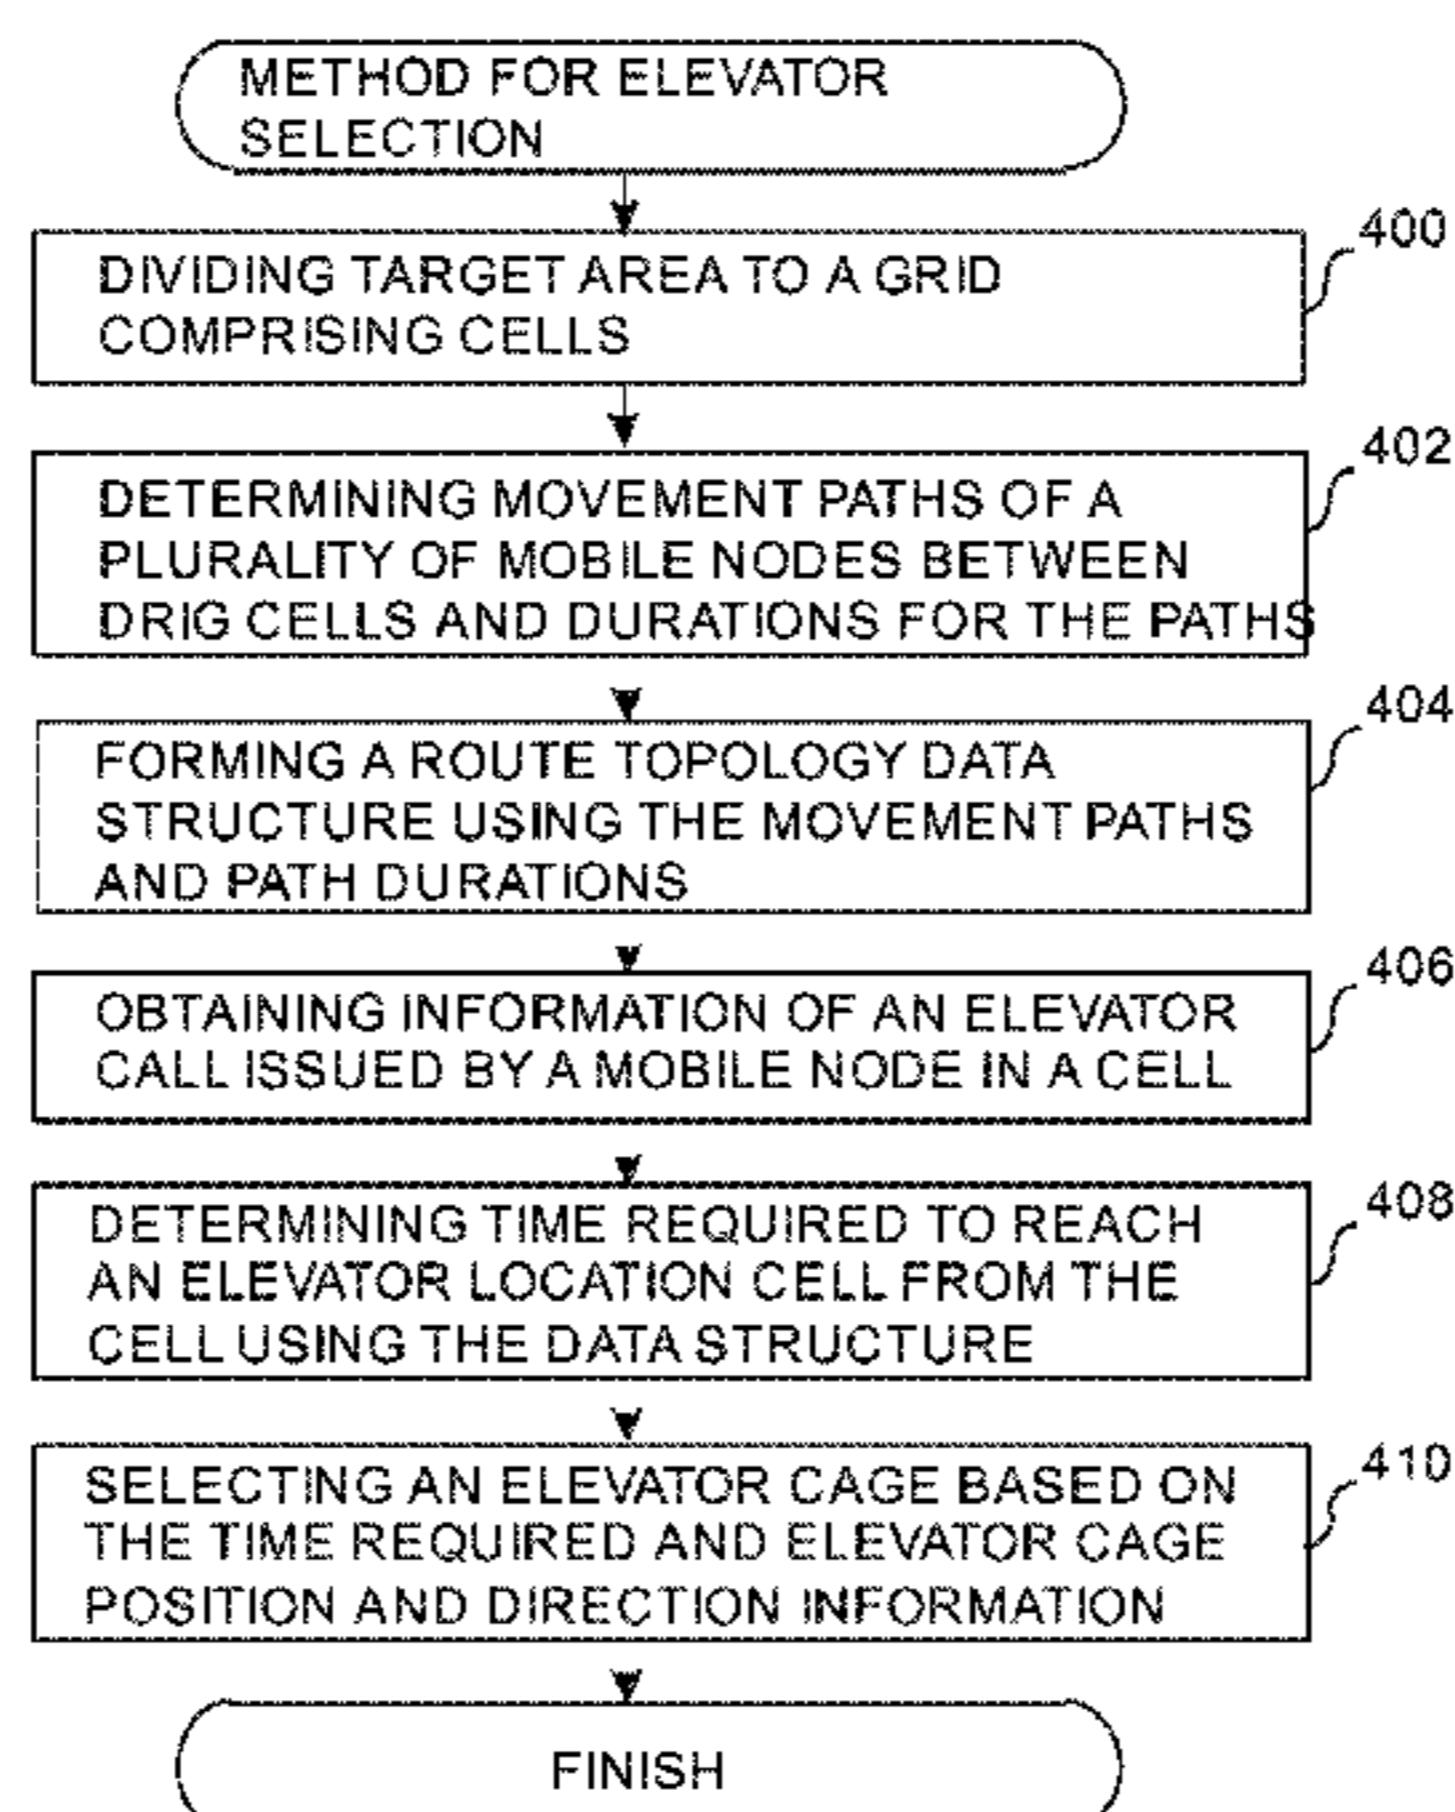 METHOD FOR ELEVATOR
SELECTION
400
DIVIDING TARGET AREA TO A GRID
COMPRISING CELLS
402
DETERMINING MOVEMENT PATHS OF A
PLURALITY OF MOBILE NODES BETWEEN
DRIG CELLS AND DURATIONS FOR THE PATHS
404
FORMING A ROUTE TOPOLOGY DATA
STRUCTURE USING THE MOVEMENT PATHS
AND PATH DURATIONS
406
OBTAINING INFORMATION OF AN ELEVATOR
CALL ISSUED BY A MOBILE NODE IN A CELL
408
DETERMINING TIME REQUIRED TO REACH
AN ELEVATOR LOCATION CELL FROM THE
CELL USING THE DATA STRUCTURE
410
SELECTING AN ELEVATOR CAGE BASED ON
THE TIME REQUIRED AND ELEVATOR CAGE
POSITION AND DIRECTION INFORMATION
FINISH